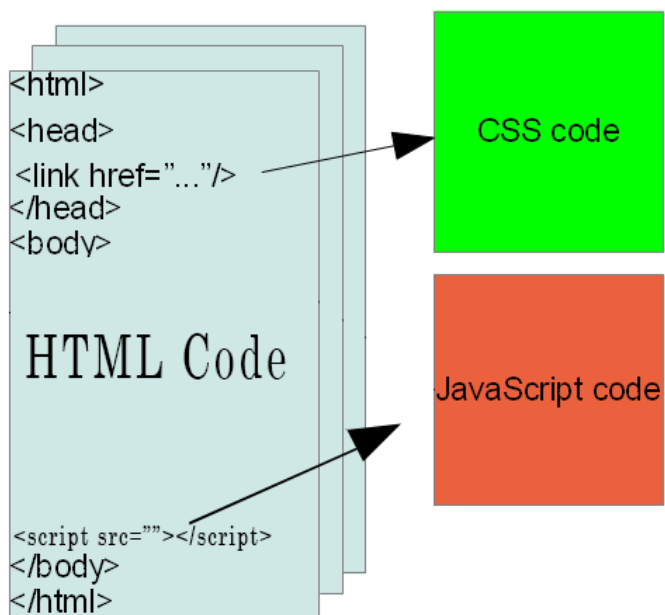 <html>
<head>
<link href="..."/>
</head>
<body>
HTML Code
<script src=""></script>
</body>
</html>
CSS code
JavaScript code